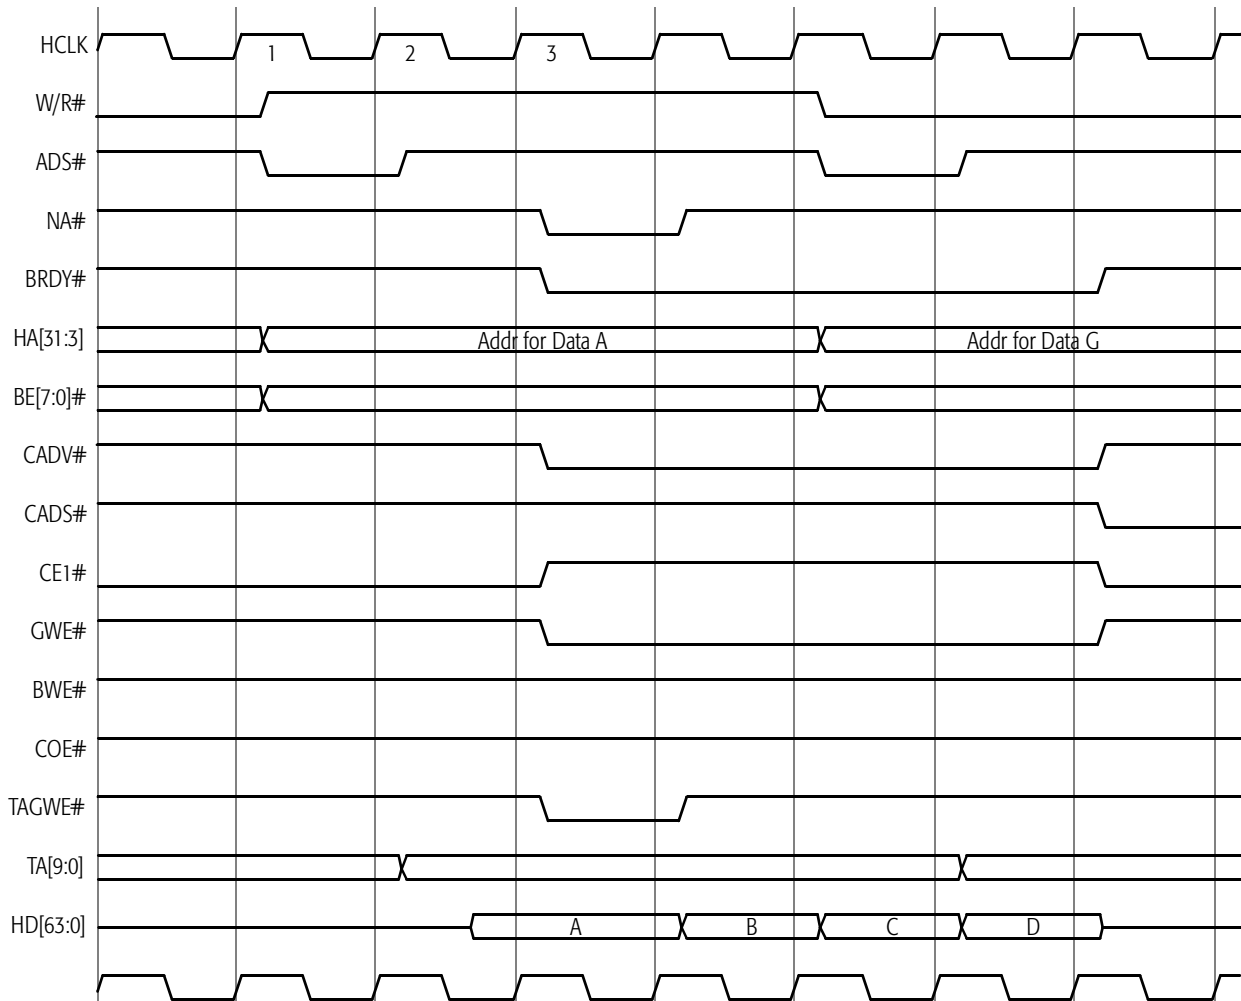 HCLK
1 2 3
W/R#
ADS#
NA#
BRDY#
HA[31:3] Addr for Data A Addr for Data G
BE[7:0]#
CADV#
CADS#
CE1#
GWE#
BWE#
COE#
TAGWE#
TA[9:0]
HD[63:0] A B C D